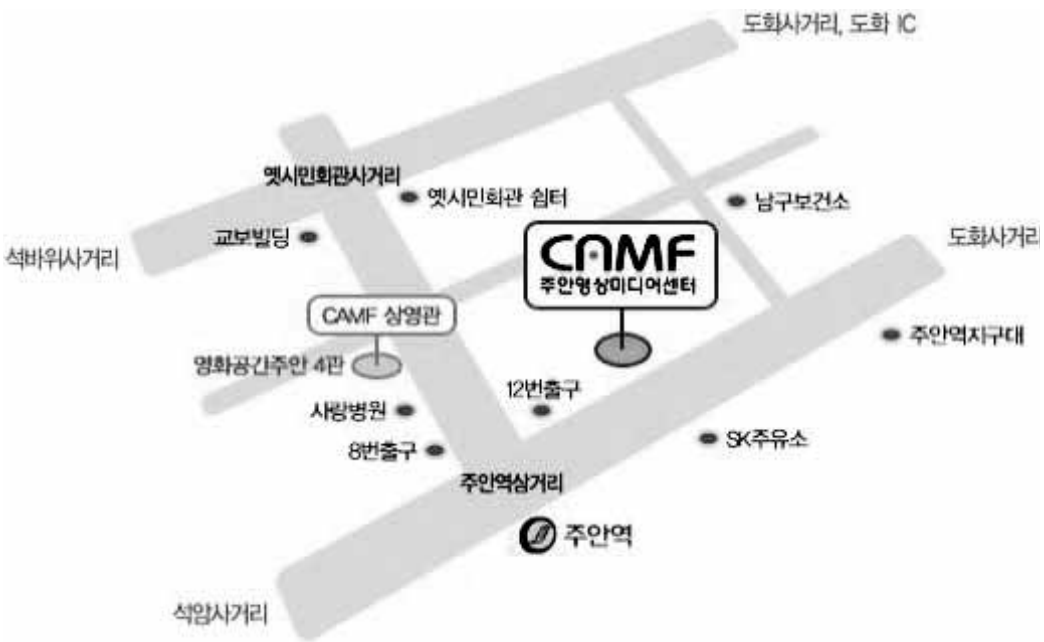 도화사거리, 도화 IC
옛시민회관사거리
옛시민회관 쉼터
남구보건소
교보빌딩
석바위사거리
CAMF
주안영상미디어센터
도화사거리
CAMF 상영관
영화공간주안 4관
주안역지구대
12번출구
사랑병원
8번출구
SK주유소
주안역삼거리
주안역
석암사거리